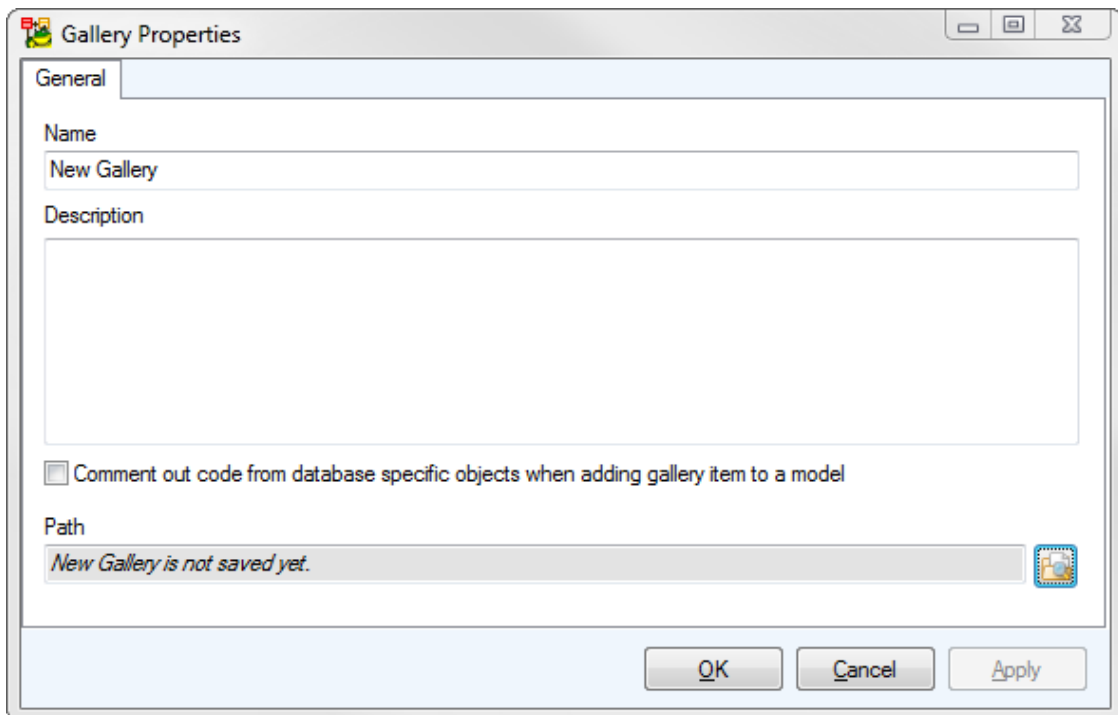 Gallery Properties
General
Name
New Gallery
Description
Comment out code from database specific objects when adding gallery item to a model
Path
New Gallery is not saved yet.
OK Cancel Apply